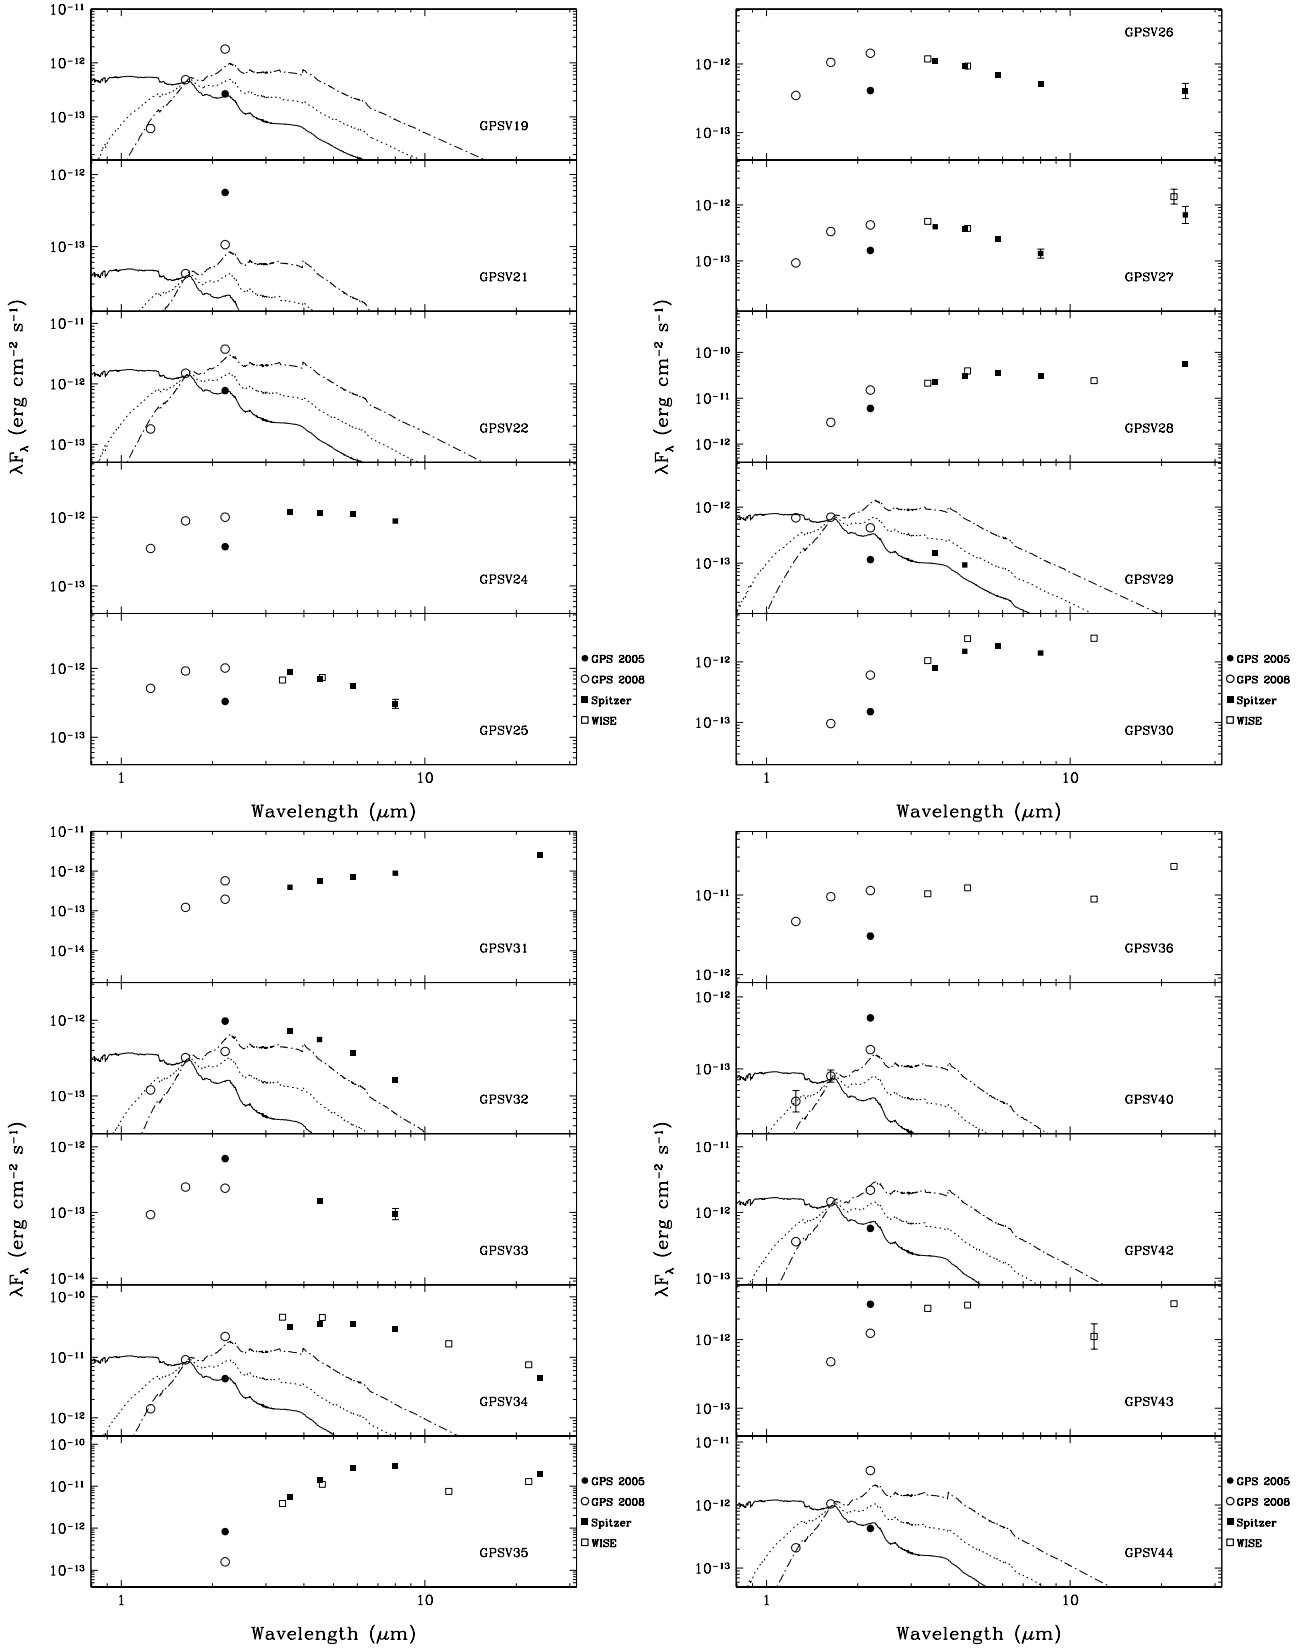 10⁻¹¹
10⁻¹²
10⁻¹³
GPSV19
10⁻¹²
10⁻¹³
GPSV21
10⁻¹¹
10⁻¹²
10⁻¹³
GPSV22
10⁻¹²
10⁻¹³
GPSV24
10⁻¹²
10⁻¹³
GPSV25
λF_λ (erg cm⁻² s⁻¹)
1
10
Wavelength (μm)
GPS 2005
GPS 2008
Spitzer
WISE
GPSV26
10⁻¹²
10⁻¹³
10⁻¹²
10⁻¹³
GPSV27
10⁻¹⁰
10⁻¹¹
10⁻¹²
GPSV28
10⁻¹²
10⁻¹³
GPSV29
10⁻¹²
10⁻¹³
GPSV30
λF_λ (erg cm⁻² s⁻¹)
1
10
Wavelength (μm)
GPS 2005
GPS 2008
Spitzer
WISE
10⁻¹¹
10⁻¹²
10⁻¹³
10⁻¹⁴
GPSV31
10⁻¹²
10⁻¹³
GPSV32
10⁻¹²
10⁻¹³
10⁻¹⁴
GPSV33
10⁻¹⁰
10⁻¹¹
10⁻¹²
GPSV34
10⁻¹⁰
10⁻¹¹
10⁻¹²
10⁻¹³
GPSV35
λF_λ (erg cm⁻² s⁻¹)
1
10
Wavelength (μm)
GPS 2005
GPS 2008
Spitzer
WISE
10⁻¹¹
10⁻¹²
GPSV36
10⁻¹²
10⁻¹³
GPSV40
10⁻¹¹
10⁻¹²
10⁻¹³
GPSV42
10⁻¹²
10⁻¹³
GPSV43
10⁻¹¹
10⁻¹²
10⁻¹³
GPSV44
λF_λ (erg cm⁻² s⁻¹)
1
10
Wavelength (μm)
GPS 2005
GPS 2008
Spitzer
WISE